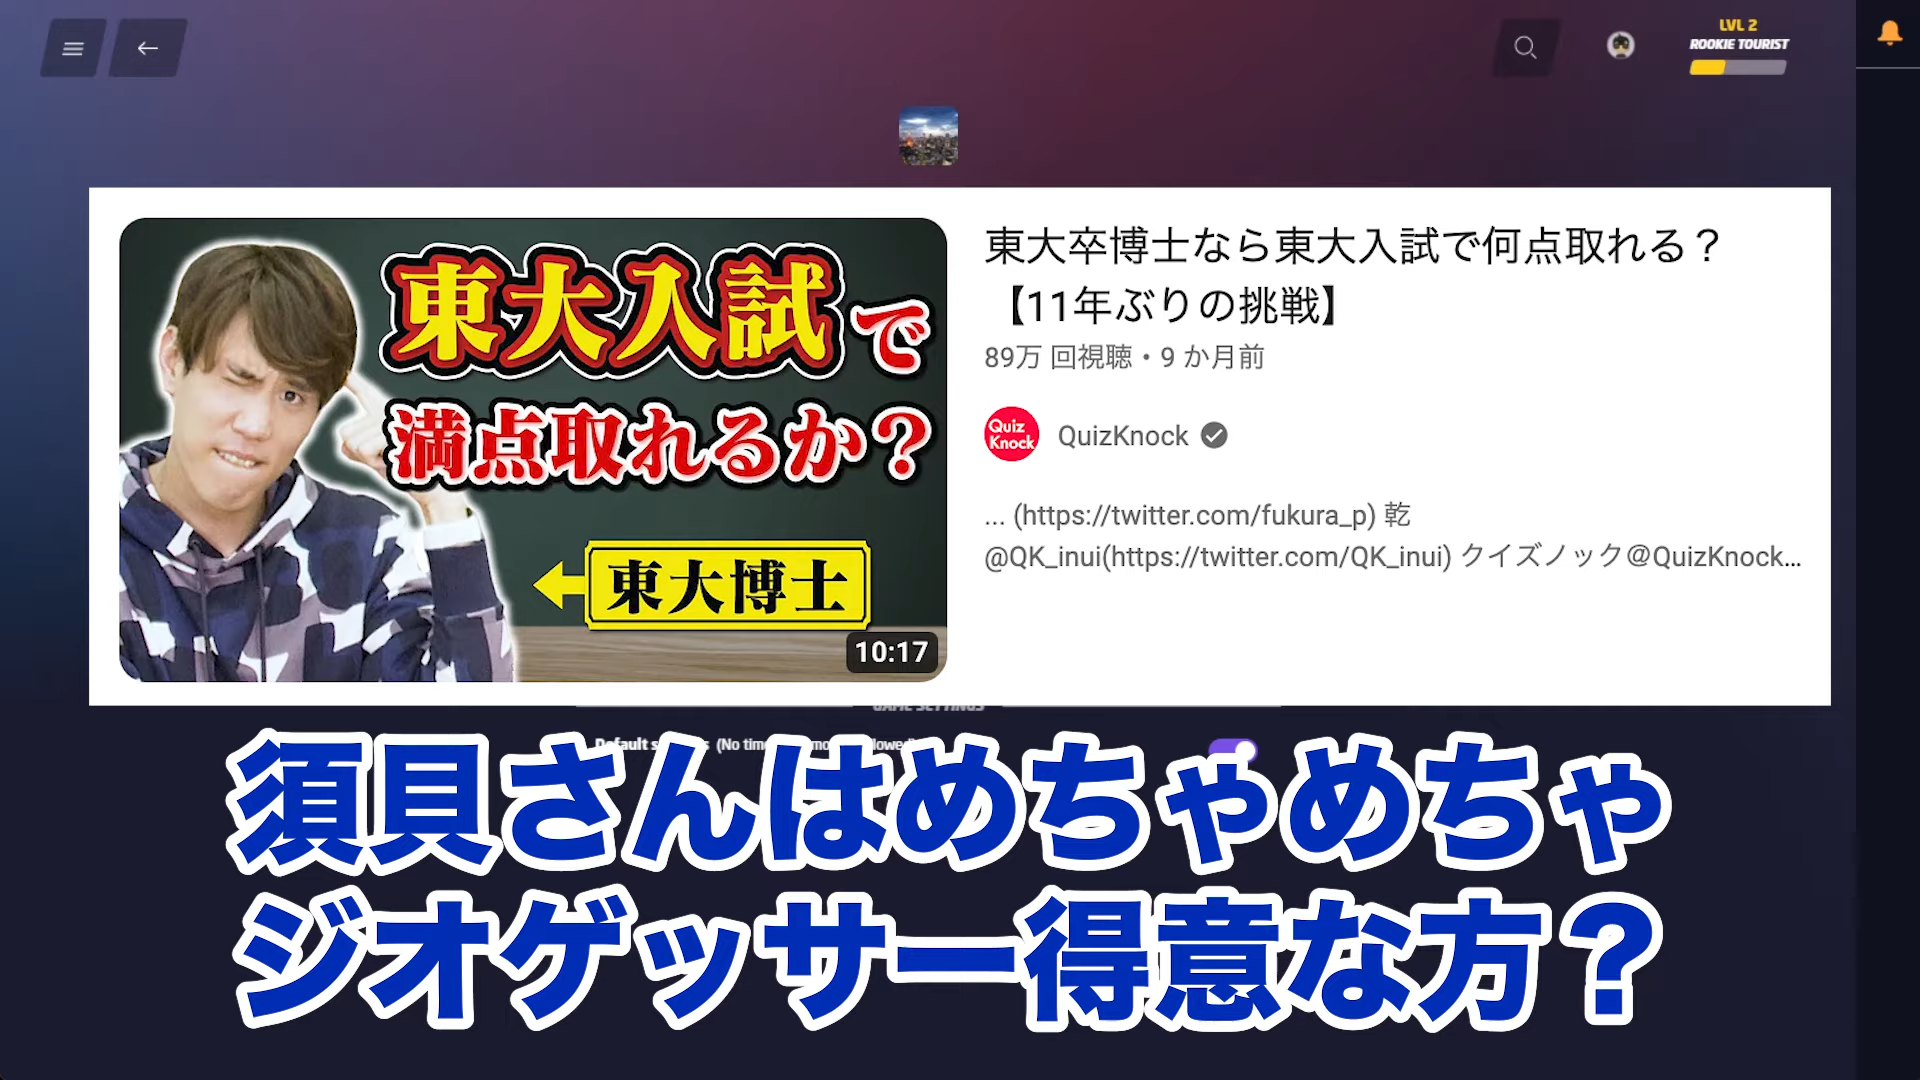 LVL 2
ROOKIE TOURIST
東大入試で
満点取れるか？
東大博士
10:17
東大卒博士なら東大入試で何点取れる？
【11年ぶりの挑戦】
89万 回視聴・9 か月前
Quiz
Knock
QuizKnock
... (https://twitter.com/fukura_p) 乾
@QK_inui(https://twitter.com/QK_inui) クイズノック＠QuizKnock...
GAME SETTINGS
須貝さんはめちゃめちゃ
ジオゲッサー得意な方？